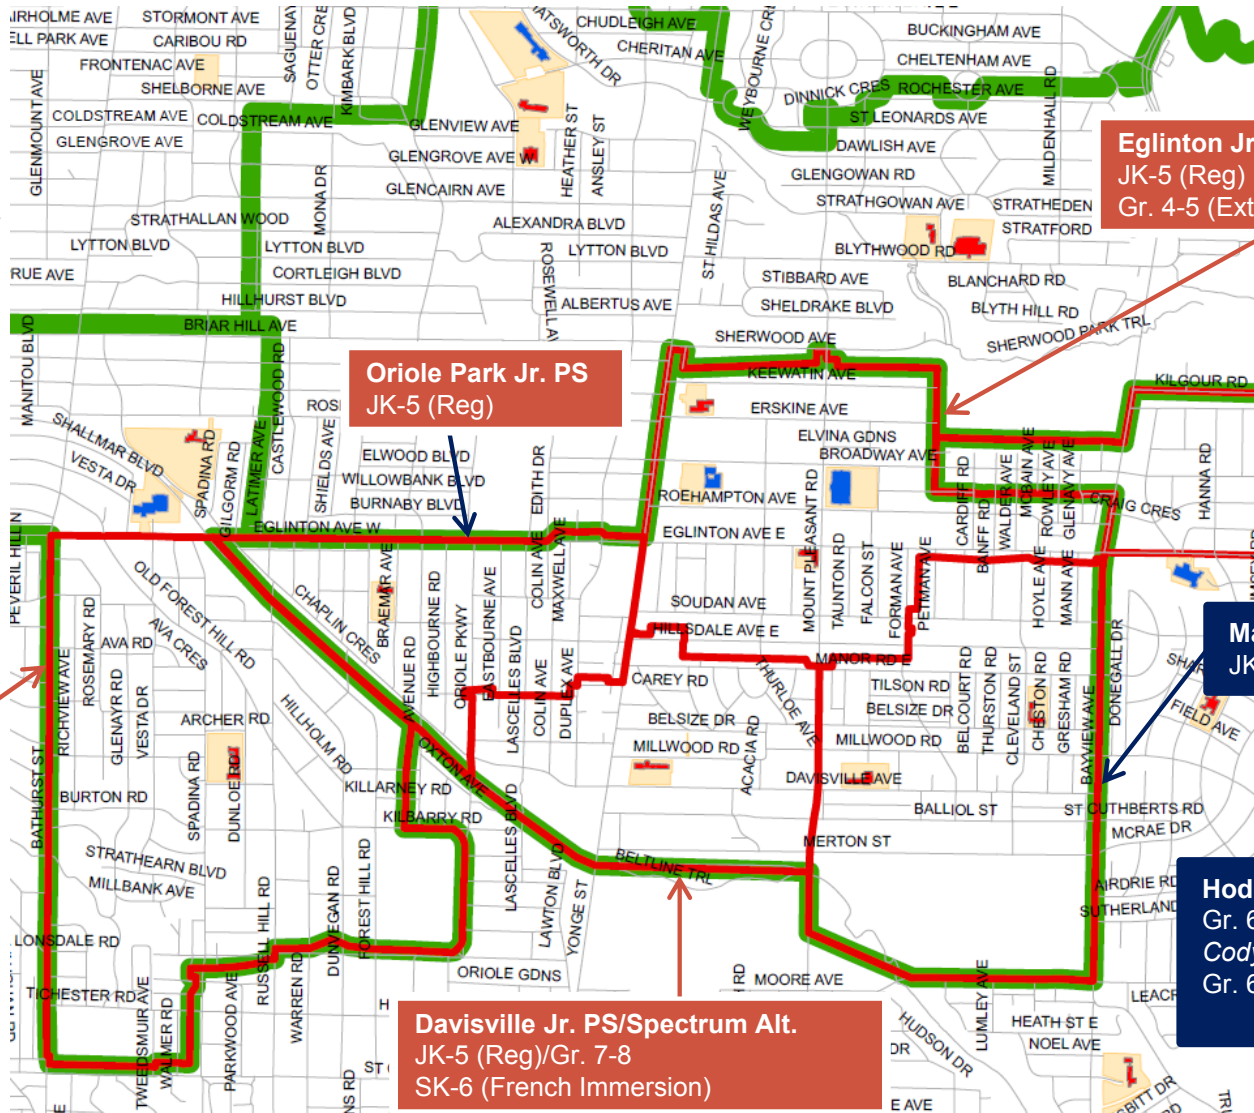 AIRHOLME AVE
STORMONT AVE
SAGUENAY
OTTER CRES
KIMBARK BLVD
CHATSWORTH DR
CHUDLEIGH AVE
CHERITAN AVE
WEYBOURNE CRES
BUCKINGHAM AVE
ELL PARK AVE
CARIBOU RD
FRONTENAC AVE
SHELBORNE AVE
CHELTENHAM AVE
DINNICK CRES
ROCHESTER AVE
MILDENHALL RD
GLENMOUNT AVE
COLDSTREAM AVE
COLDSTREAM AVE
GLENVIEW AVE
HEATHER ST
ANSLEY ST
ST LEONARDS AVE
GLENGROVE AVE
GLENGROVE AVE W
DAWLISH AVE
GLENGOWAN RD
Eglinton Jr
JK-5 (Reg)
Gr. 4-5 (Ext
MONA DR
GLENCAIRN AVE
STRATHGOWAN AVE
STRATHEDEN
STRATFORD
STRATHALLAN WOOD
ALEXANDRA BLVD
ST HILDAS AVE
LYTTON BLVD
LYTTON BLVD
LYTTON BLVD
BLYTHWOOD RD
ROSEWELL A
RUE AVE
CORTLEIGH BLVD
STIBBARD AVE
BLANCHARD RD
HILLHURST BLVD
ALBERTUS AVE
SHELDRAKE BLVD
BLYTH HILL RD
MANITOU BLVD
BRIAR HILL AVE
SHERWOOD AVE
SHERWOOD PARK TRL
Oriole Park Jr. PS
JK-5 (Reg)
KEEWATIN AVE
KILGOUR RD
CASTLEWOOD RD
LATIMER AVE
SHALLMAR BLVD
VESTA DR
SPADINA RD
GILGORM RD
SHIELDS AVE
ELWOOD BLVD
WILLOWBANK BLVD
BURNABY BLVD
EDITH DR
ERSKINE AVE
ELVINA GDNS
BROADWAY AVE
ROEHAMPTON AVE
MOUNT PLEASANT RD
CARDIFF RD
BANFF RD
WALDER AVE
MCBAIN AVE
ROWLEY AVE
GLENAVY AVE
HANNA RD
CRAIG CRES
PEVERIL HILL N
EGLINTON AVE W
EGLINTON AVE E
OLD FOREST HILL RD
CHAPLIN CRES
BRAEMAR AVE
AVENUE RD
HIGHBOURNE RD
ORIOLE PKWY
EASTBOURNE AVE
LASCELLES BLVD
COLIN AVE
COLIN AVE
MAXWELL AVE
DUPLEX AVE
SOUDAN AVE
HILLSDALE AVE E
TAUNTON RD
FALCON ST
FORMAN AVE
PETMAN AVE
HOYLE AVE
MANN AVE
MANOR RD E
RICHVIEW AVE
ROSEMARY RD
AVA RD
AVA CRES
GLENAYR RD
VESTA DR
ARCHER RD
HILLHOLM RD
CAREY RD
THURLOE AVE
TILSON RD
BELSIZE DR
BELSIZE DR
BELCOURT RD
THURSTON RD
CLEVELAND ST
CHESTON RD
GRESHAM RD
BAYVIEW AVE
DONEGALL DR
Ma
JK
FIELD AVE
MILLWOOD RD
MILLWOOD RD
ACACIA RD
DAVISVILLE AVE
BATHURST ST
BURTON RD
SPADINA RD
DUNLOE RD
OXTON AVE
KILLARNEY RD
KILBARRY RD
LASCELLES BLVD
BALLIOL ST
ST CUTHBERTS RD
MCRAE DR
MERTON ST
STRATHEARN BLVD
MILLBANK AVE
BELTLINE TRL
LAWTON BLVD
YONGE ST
AIRDRIE RD
SUTHERLAND
Hod
Gr. 6
Cody
Gr. 6
LONSDALE RD
RUSSELL HILL RD
DUNVEGAN RD
FOREST HILL RD
WARREN RD
ORIOLE GDNS
MOORE AVE
LUMLEY AVE
TICHESTER RD
TWEEDSMUIR AVE
WALMER RD
PARKWOOD AVE
LEACR
HUDSON DR
HEATH ST E
NOEL AVE
Davisville Jr. PS/Spectrum Alt.
JK-5 (Reg)/Gr. 7-8
SK-6 (French Immersion)
RD
DR
E AVE